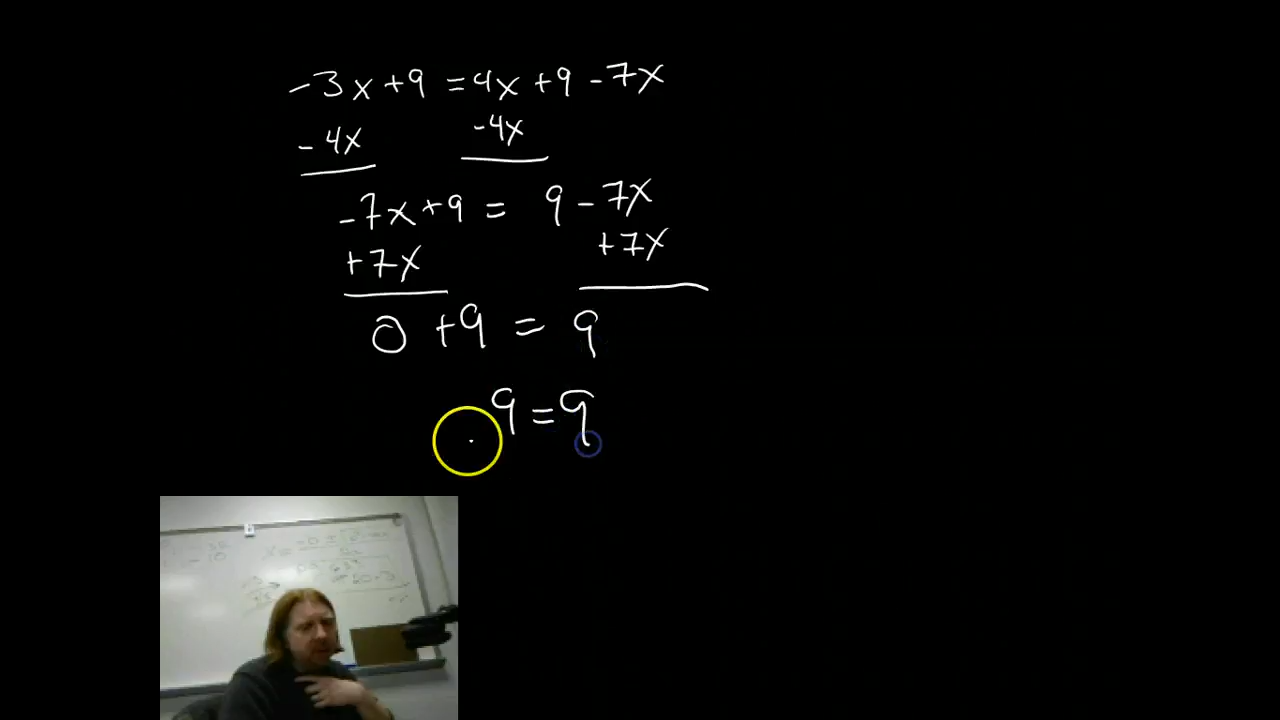 -3x +9 = 4x +9 -7x
-4x -4x
-7x +9 = 9 -7x
+7x +7x
0 +9 = 9
9 = 9